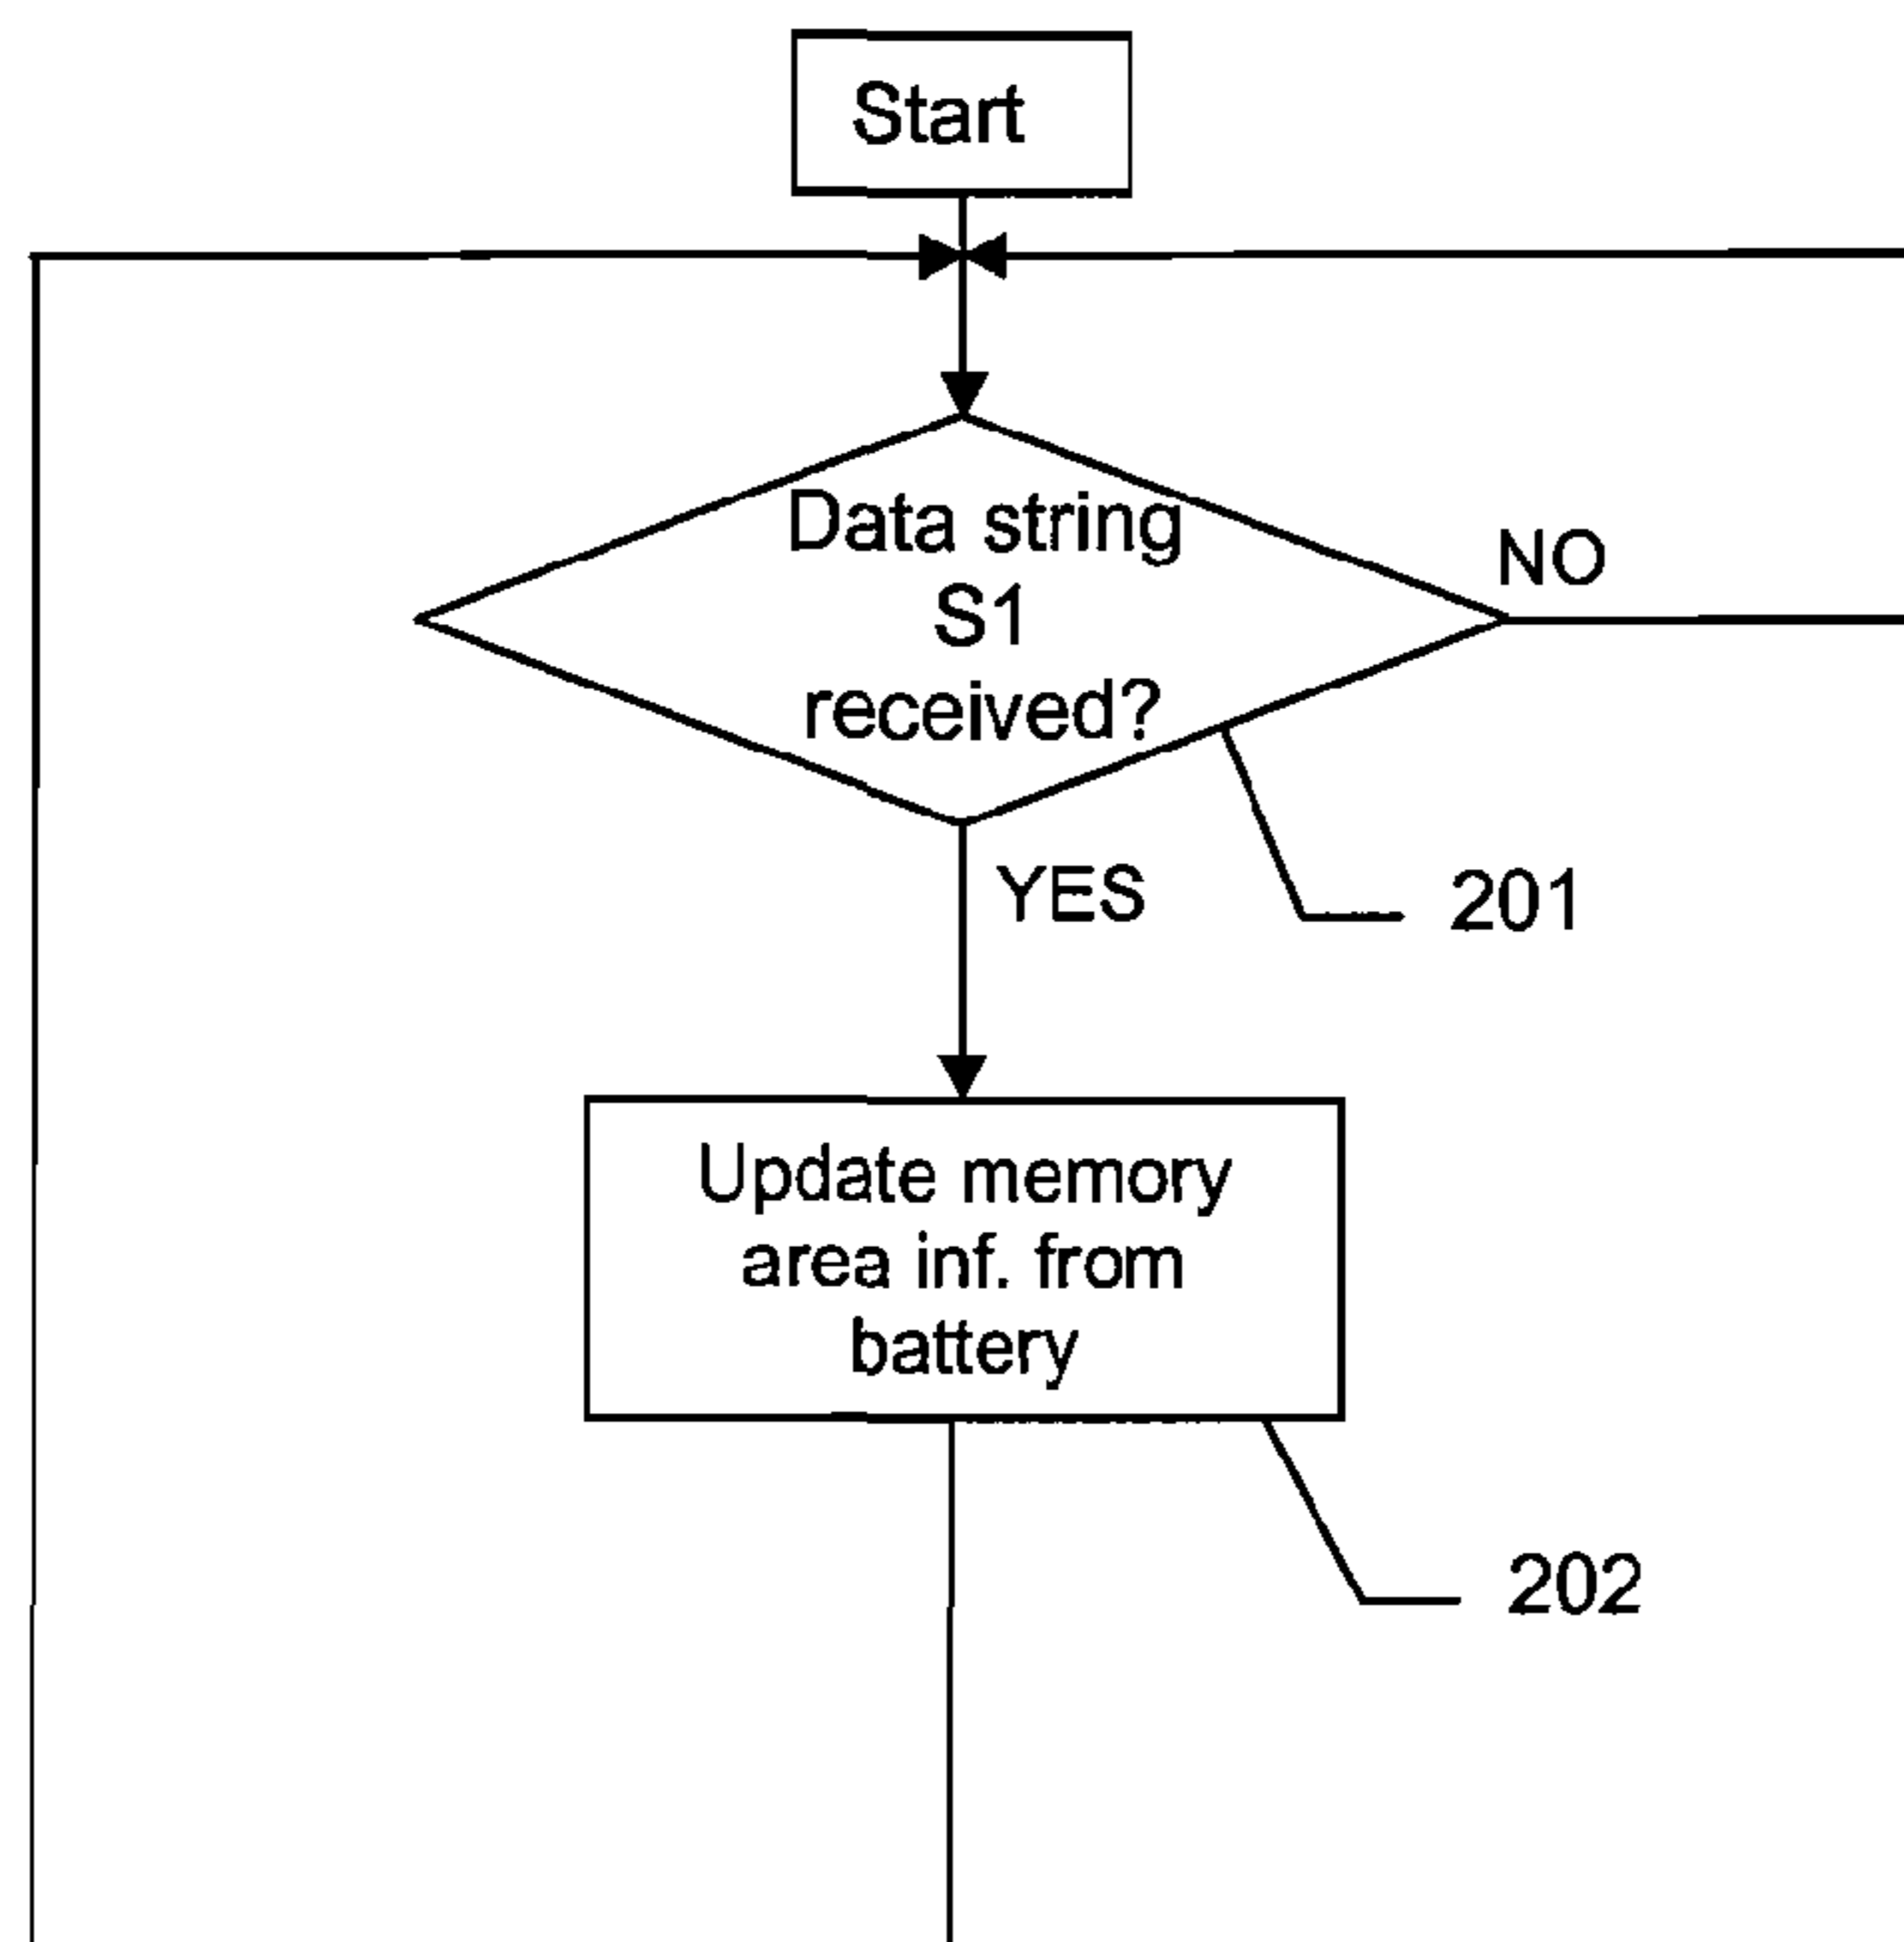 Start
Data string
S1
received?
NO
YES
201
Update memory
area inf. from
battery
202